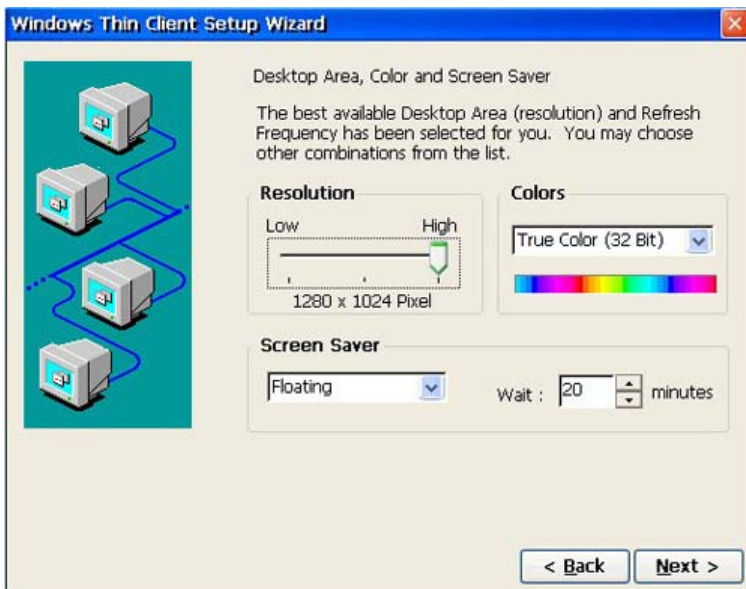 Windows Thin Client Setup Wizard
Desktop Area, Color and Screen Saver
The best available Desktop Area (resolution) and Refresh
Frequency has been selected for you. You may choose
other combinations from the list.
Resolution
Low High
1280 x 1024 Pixel
Colors
True Color (32 Bit)
Screen Saver
Floating
Wait : 20 minutes
< Back Next >